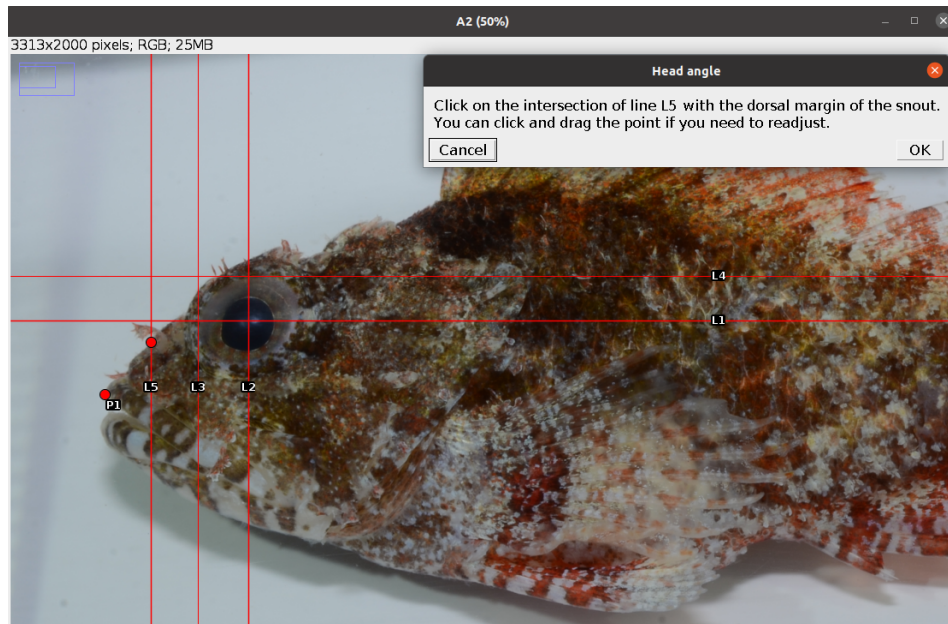 A2 (50%)
3313x2000 pixels; RGB; 25MB
Head angle
Click on the intersection of line L5 with the dorsal margin of the snout.
You can click and drag the point if you need to readjust.
Cancel
OK
L4
L1
L5
L3
L2
P1